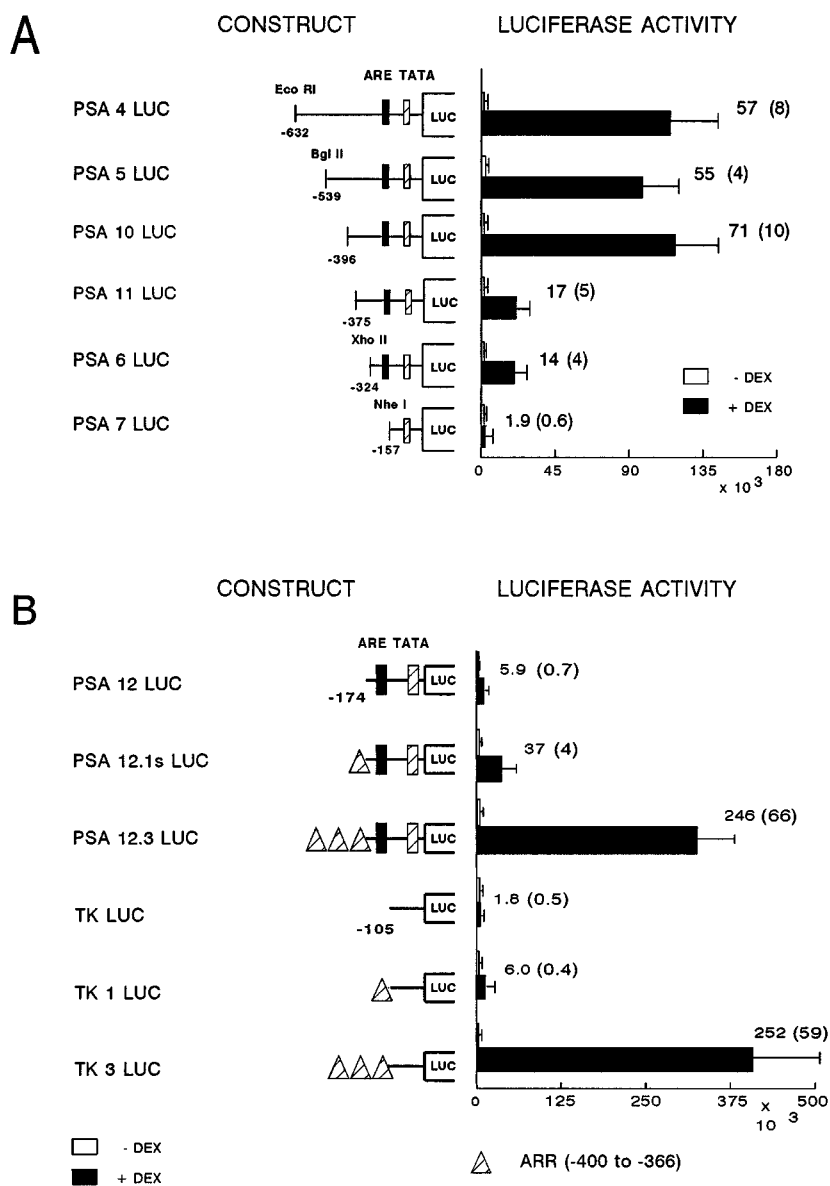 A
CONSTRUCT LUCIFERASE ACTIVITY
ARE TATA
Eco RI
PSA 4 LUC LUC 57 (8)
-632
Bgl II
PSA 5 LUC LUC 55 (4)
-539
PSA 10 LUC LUC 71 (10)
-396
PSA 11 LUC LUC 17 (5)
-375
Xho II
PSA 6 LUC LUC 14 (4)
-324
- DEX
+ DEX
Nhe I
PSA 7 LUC LUC 1.9 (0.6)
-157
0 45 90 135 180
x 10 3
B
CONSTRUCT LUCIFERASE ACTIVITY
ARE TATA
PSA 12 LUC LUC 5.9 (0.7)
-174
PSA 12.1s LUC LUC 37 (4)
PSA 12.3 LUC LUC 246 (66)
TK LUC LUC 1.8 (0.5)
-105
TK 1 LUC LUC 6.0 (0.4)
TK 3 LUC LUC 252 (59)
0 125 250 375 x 10 3 500
- DEX
+ DEX
ARR (-400 to -366)